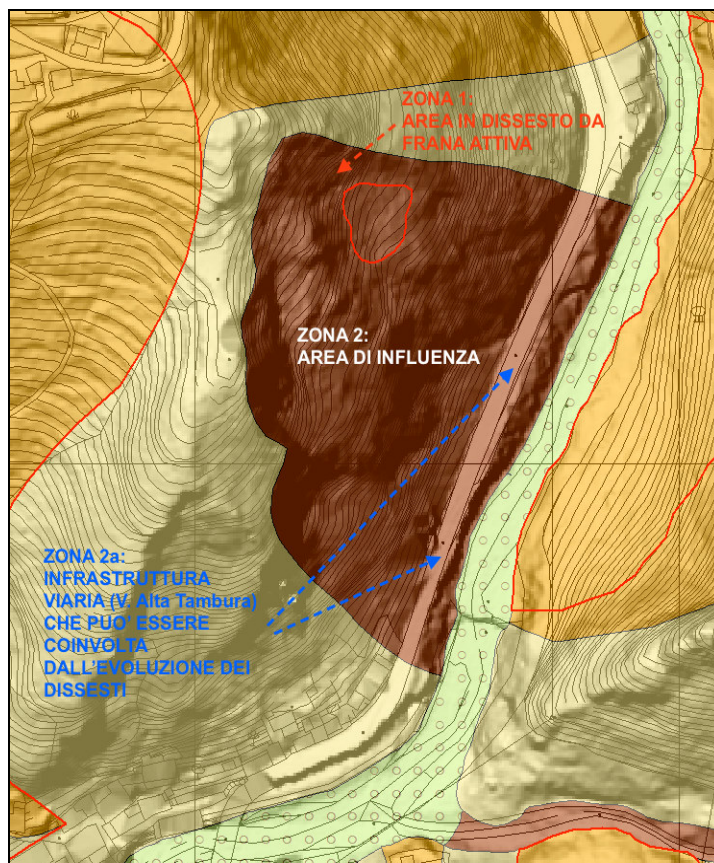 ZONA 1:
AREA IN DISSESTO DA
FRANA ATTIVA
ZONA 2:
AREA DI INFLUENZA
ZONA 2a:
INFRASTRUTTURA
VIARIA (V. Alta Tambura)
CHE PUO' ESSERE
COINVOLTA
DALL'EVOLUZIONE DEI
DISSESTI